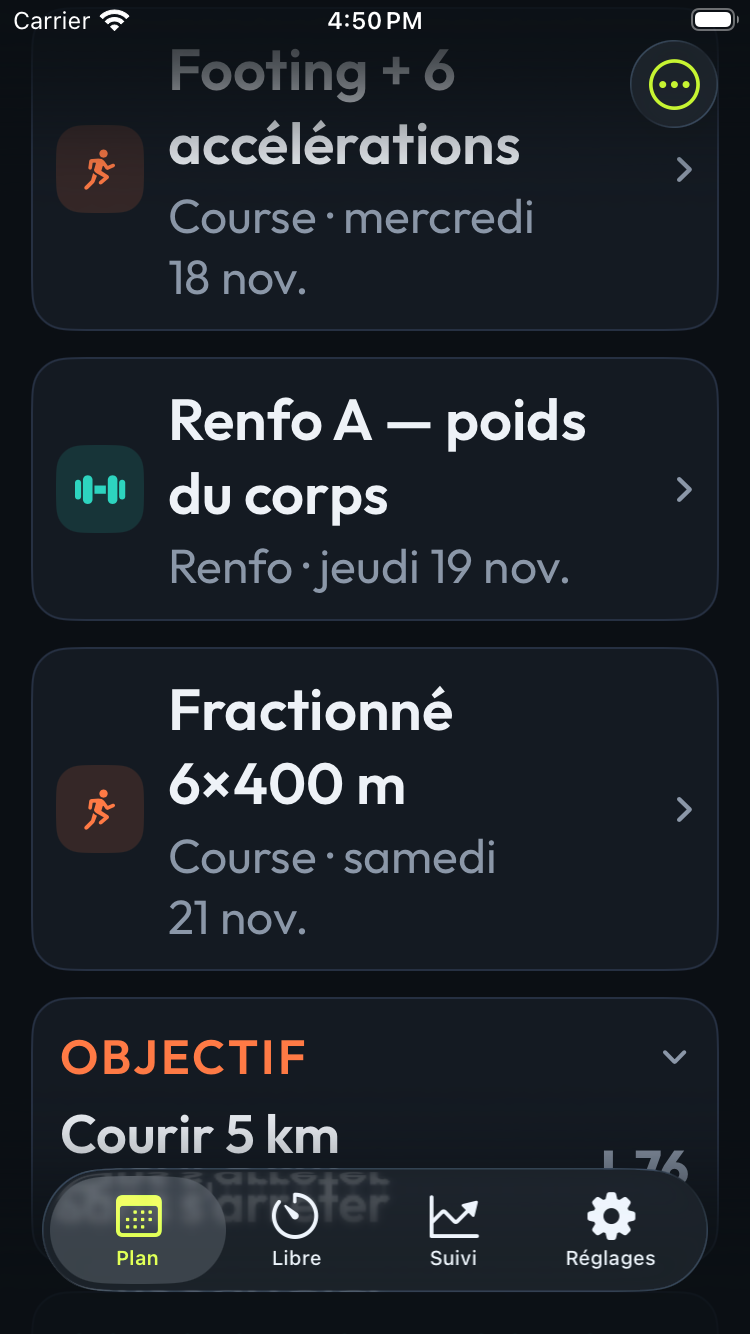 Carrier
4:50 PM
Footing + 6
accélérations
Course · mercredi
18 nov.
Renfo A — poids
du corps
Renfo · jeudi 19 nov.
Fractionné
6×400 m
Course · samedi
21 nov.
OBJECTIF
Courir 5 km
s'arrêter
Plan
Libre
Suivi
Réglages